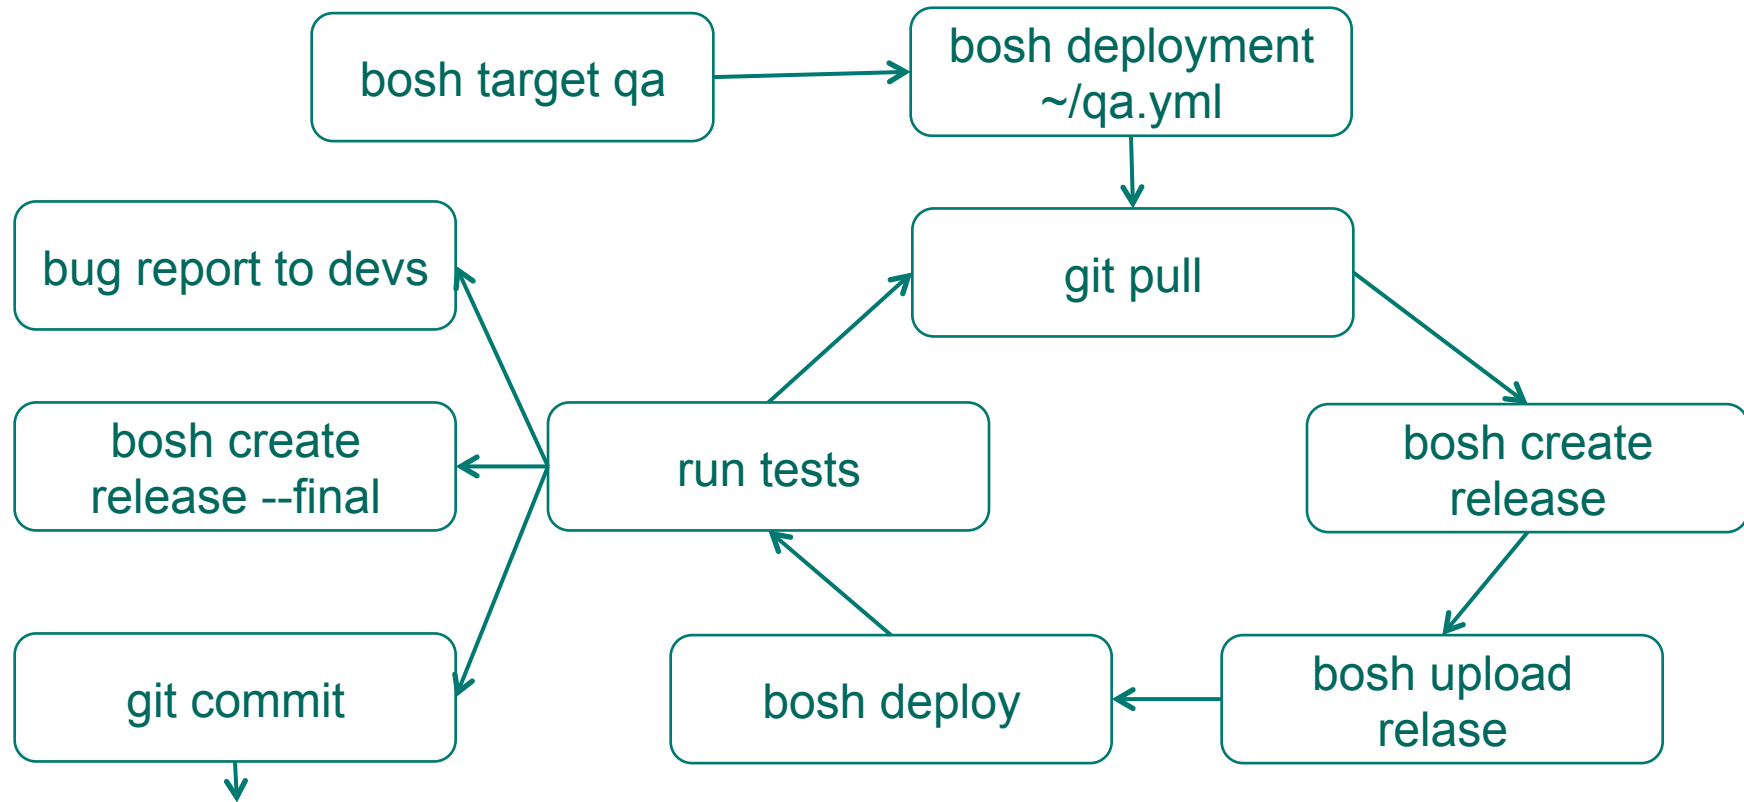 bosh target qa
bosh deployment
~/qa.yml
bug report to devs
git pull
bosh create
release --final
run tests
bosh create
release
git commit
bosh deploy
bosh upload
relase